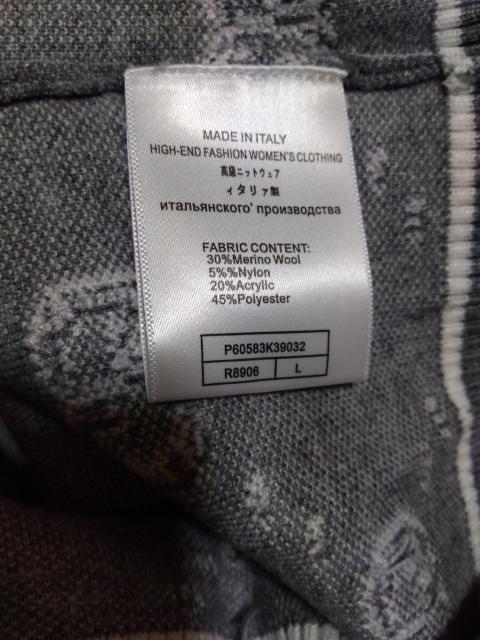 MADE IN ITALY
HIGH-END FASHION WOMEN'S CLOTHING
高級ニットウェア
イタリァ製
итальянского' производства
FABRIC CONTENT:
30%Merino Wool
5%%Nylon
20%Acrylic
45%Polyester
P60583K39032
R8906 L